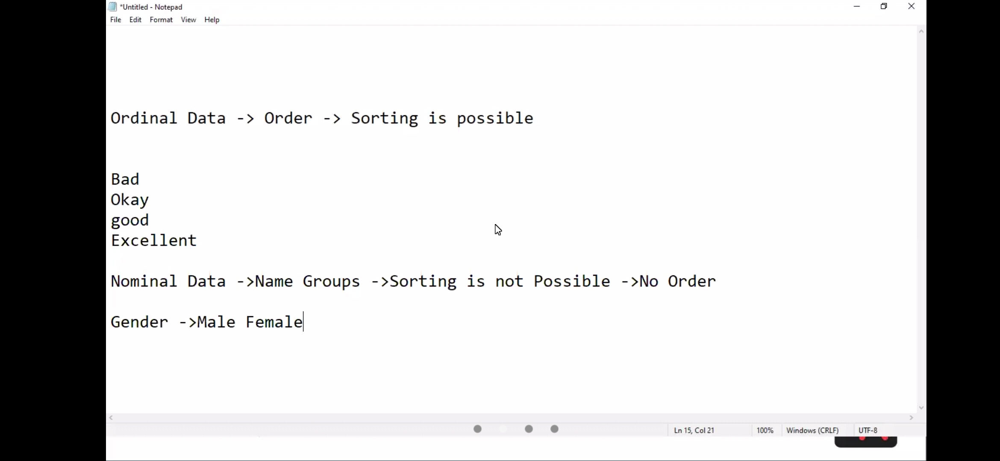 *Untitled - Notepad
File Edit Format View Help
Ordinal Data -> Order -> Sorting is possible
Bad
Okay
good
Excellent
Nominal Data ->Name Groups ->Sorting is not Possible ->No Order
Gender ->Male Female
Ln 15, Col 21 100% Windows (CRLF) UTF-8